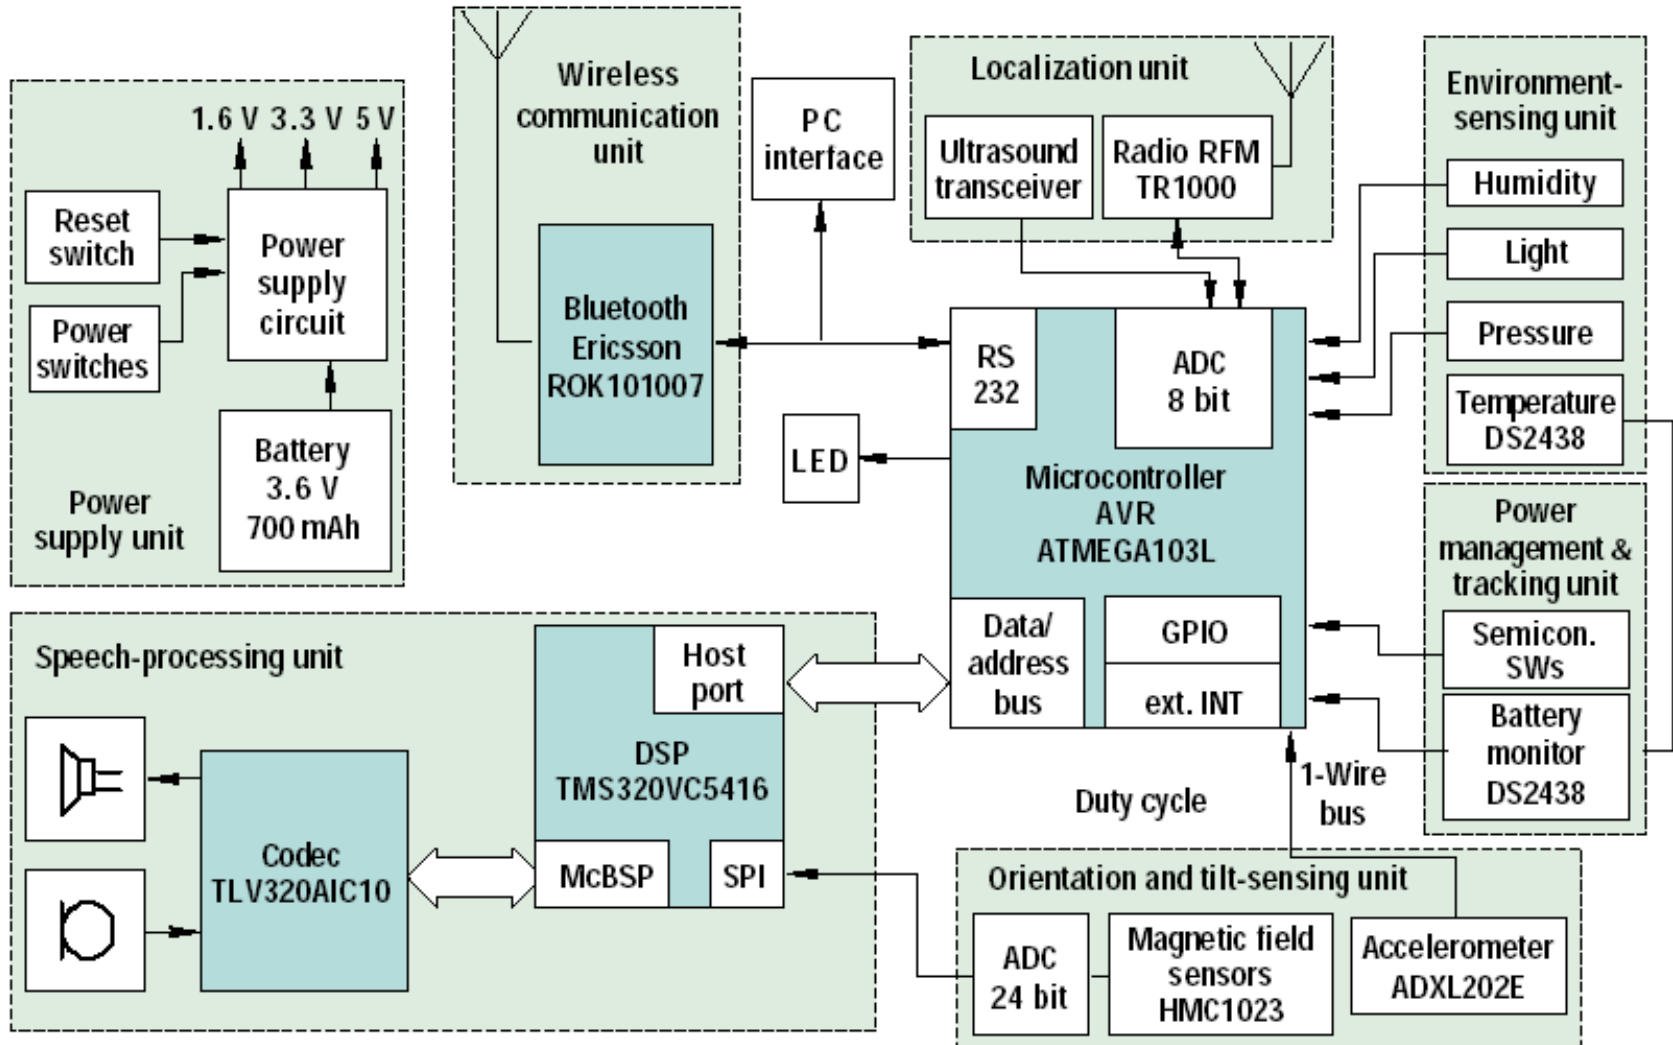 1.6 V 3.3 V 5 V
Reset
switch
Power
supply
circuit
Power
switches
Battery
3.6 V
700 mAh
Power
supply unit
Wireless
communication
unit
Bluetooth
Ericsson
ROK101007
PC
interface
LED
Localization unit
Ultrasound
transceiver
Radio RFM
TR1000
RS
232
ADC
8 bit
Microcontroller
AVR
ATMEGA103L
Data/
address
bus
GPIO
ext. INT
Environment-
sensing unit
Humidity
Light
Pressure
Temperature
DS2438
Power
management &
tracking unit
Semicon.
SWs
Battery
monitor
DS2438
Speech-processing unit
Host
port
DSP
TMS320VC5416
McBSP
SPI
Codec
TLV320AIC10
Duty cycle
1-Wire
bus
Orientation and tilt-sensing unit
ADC
24 bit
Magnetic field
sensors
HMC1023
Accelerometer
ADXL202E